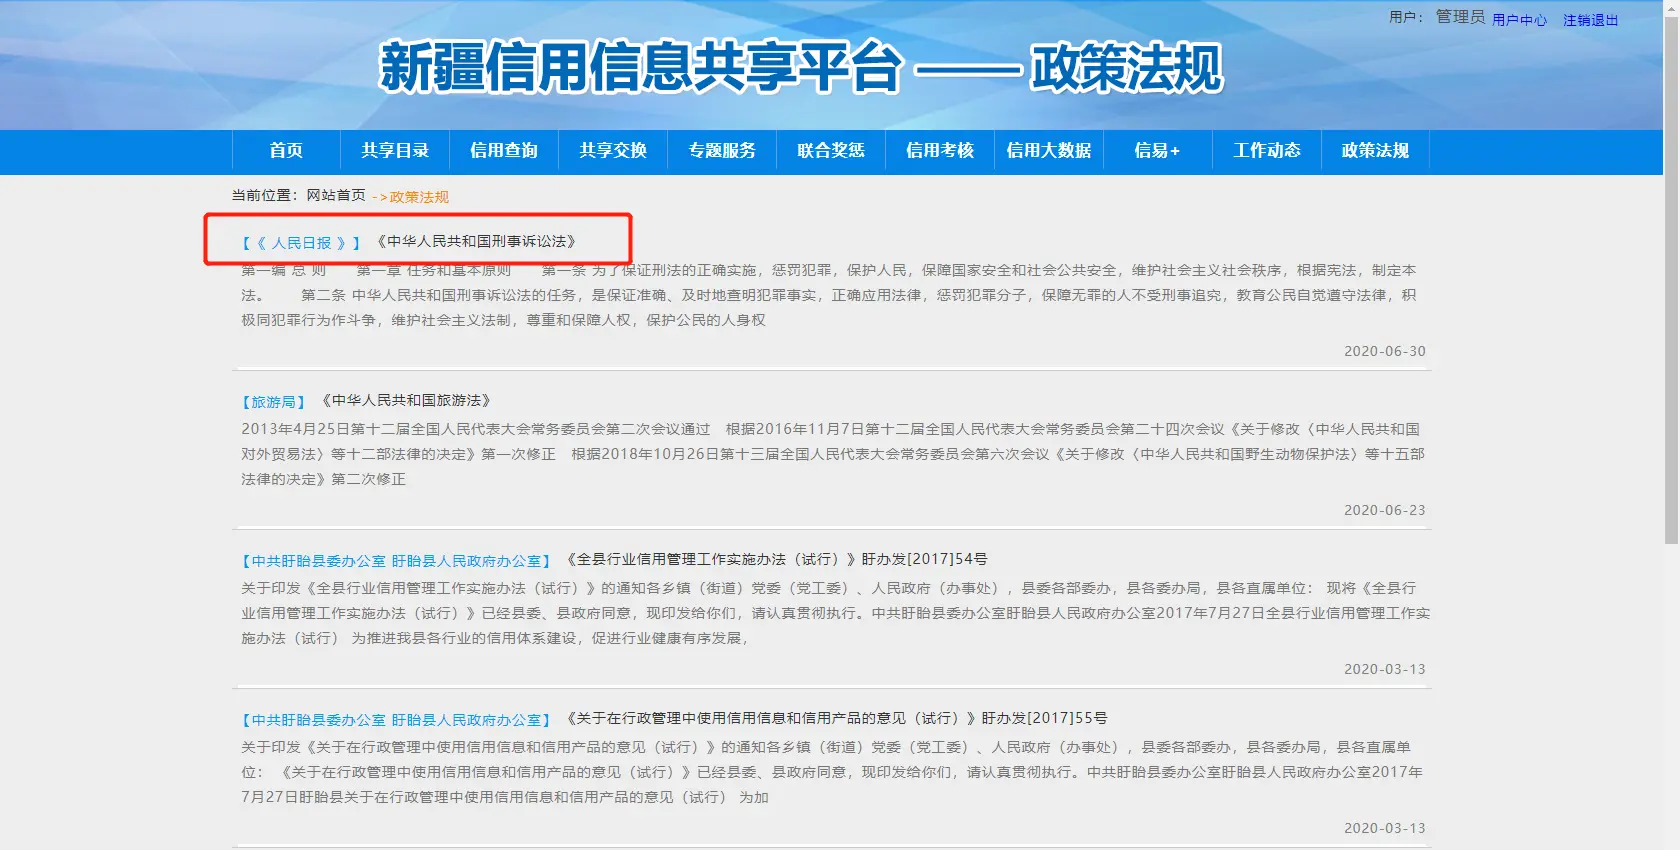 用户： 管理员 用户中心 注销退出
新疆信用信息共享平台 —— 政策法规
首页 共享目录 信用查询 共享交换 专题服务 联合奖惩 信用考核 信用大数据 信易+ 工作动态 政策法规
当前位置：网站首页 ->政策法规
【《 人民日报 》】 《中华人民共和国刑事诉讼法》
第一编 总 则　　第一章 任务和基本原则　　第一条 为了保证刑法的正确实施，惩罚犯罪，保护人民，保障国家安全和社会公共安全，维护社会主义社会秩序，根据宪法，制定本
法。　　第二条 中华人民共和国刑事诉讼法的任务，是保证准确、及时地查明犯罪事实，正确应用法律，惩罚犯罪分子，保障无罪的人不受刑事追究，教育公民自觉遵守法律，积
极同犯罪行为作斗争，维护社会主义法制，尊重和保障人权，保护公民的人身权
2020-06-30
【旅游局】 《中华人民共和国旅游法》
2013年4月25日第十二届全国人民代表大会常务委员会第二次会议通过　根据2016年11月7日第十二届全国人民代表大会常务委员会第二十四次会议《关于修改〈中华人民共和国
对外贸易法〉等十二部法律的决定》第一次修正　根据2018年10月26日第十三届全国人民代表大会常务委员会第六次会议《关于修改〈中华人民共和国野生动物保护法〉等十五部
法律的决定》第二次修正
2020-06-23
【中共盱眙县委办公室 盱眙县人民政府办公室】 《全县行业信用管理工作实施办法（试行）》盱办发[2017]54号
关于印发《全县行业信用管理工作实施办法（试行）》的通知各乡镇（街道）党委（党工委）、人民政府（办事处），县委各部委办，县各委办局，县各直属单位： 现将《全县行
业信用管理工作实施办法（试行）》已经县委、县政府同意，现印发给你们，请认真贯彻执行。中共盱眙县委办公室盱眙县人民政府办公室2017年7月27日全县行业信用管理工作实
施办法（试行） 为推进我县各行业的信用体系建设，促进行业健康有序发展，
2020-03-13
【中共盱眙县委办公室 盱眙县人民政府办公室】 《关于在行政管理中使用信用信息和信用产品的意见（试行）》盱办发[2017]55号
关于印发《关于在行政管理中使用信用信息和信用产品的意见（试行）》的通知各乡镇（街道）党委（党工委）、人民政府（办事处），县委各部委办，县各委办局，县各直属单
位： 《关于在行政管理中使用信用信息和信用产品的意见（试行）》已经县委、县政府同意，现印发给你们，请认真贯彻执行。中共盱眙县委办公室盱眙县人民政府办公室2017年
7月27日盱眙县关于在行政管理中使用信用信息和信用产品的意见（试行） 为加
2020-03-13